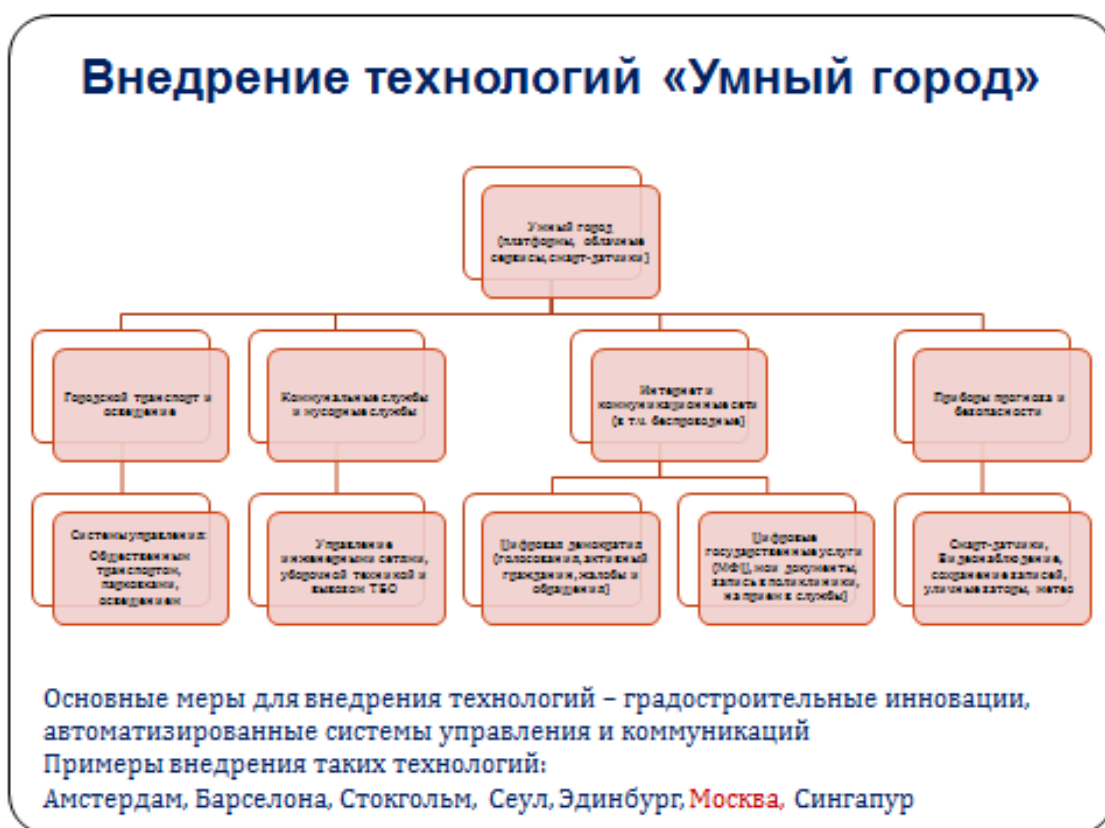 Внедрение технологий «Умный город»
Умный город
(платформы, облачные
сервисы, смарт-датчики)
Городской транспорт и
освещение
Коммунальные службы
и мусорные службы
Интернет и
коммуникационные сети
(в т.ч. беспроводные)
Приборы прогноза и
безопасности
Системы управления:
Общественным
транспортом,
парковками,
освещением
Управление
инженерными сетями,
уборочной техникой и
вывозом ТБО
Цифровая демократия
(голосования, активный
гражданин, жалобы и
обращения)
Цифровые
государственные услуги
(МФЦ, мои документы,
запись в поликлиники,
на прием в службы)
Смарт-датчики,
Видеонаблюдение,
сохранение записей,
уличные заторы, метео
Основные меры для внедрения технологий – градостроительные инновации,
автоматизированные системы управления и коммуникаций
Примеры внедрения таких технологий:
Амстердам, Барселона, Стокгольм, Сеул, Эдинбург, Москва, Сингапур